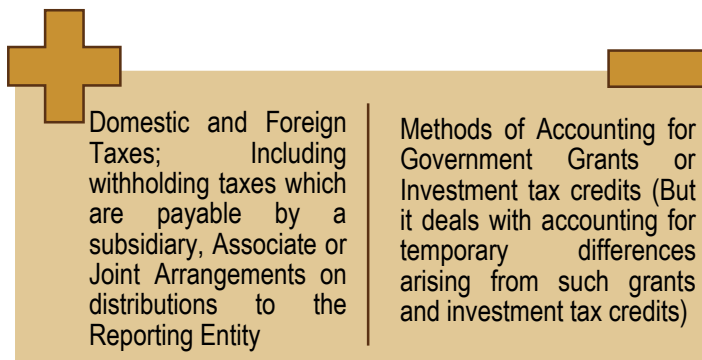 Domestic and Foreign
Taxes; Including
withholding taxes which
are payable by a
subsidiary, Associate or
Joint Arrangements on
distributions to the
Reporting Entity
Methods of Accounting for
Government Grants or
Investment tax credits (But
it deals with accounting for
temporary differences
arising from such grants
and investment tax credits)